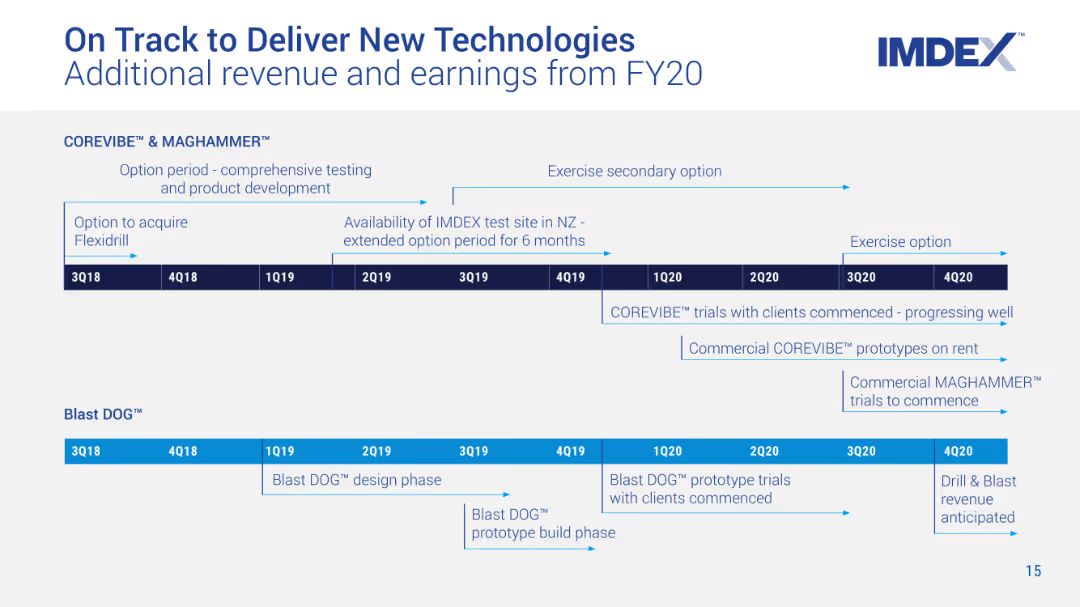 On Track to Deliver New Technologies
Additional revenue and earnings from FY20
IMDEX™
COREVIBE™ & MAGHAMMER™
Option period - comprehensive testing
and product development
Exercise secondary option
Option to acquire
Flexidrill
Availability of IMDEX test site in NZ -
extended option period for 6 months
Exercise option
3Q18 4Q18 1Q19 2Q19 3Q19 4Q19 1Q20 2Q20 3Q20 4Q20
COREVIBE™ trials with clients commenced - progressing well
Commercial COREVIBE™ prototypes on rent
Commercial MAGHAMMER™
trials to commence
Blast DOG™
3Q18 4Q18 1Q19 2Q19 3Q19 4Q19 1Q20 2Q20 3Q20 4Q20
Blast DOG™ design phase
Blast DOG™
prototype build phase
Blast DOG™ prototype trials
with clients commenced
Drill & Blast
revenue
anticipated
15